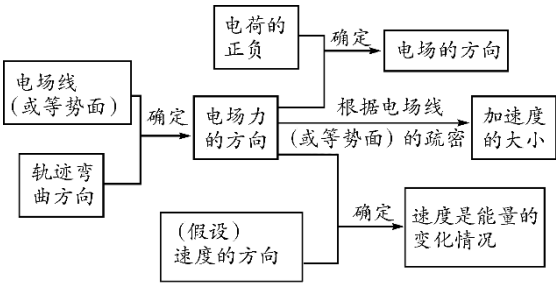 电荷的
正负
确定
电场的方向
电场线
(或等势面)
确定
轨迹弯
曲方向
电场力
的方向
根据电场线
(或等势面)的疏密
加速度
的大小
(假设)
速度的方向
确定
速度是能量的
变化情况